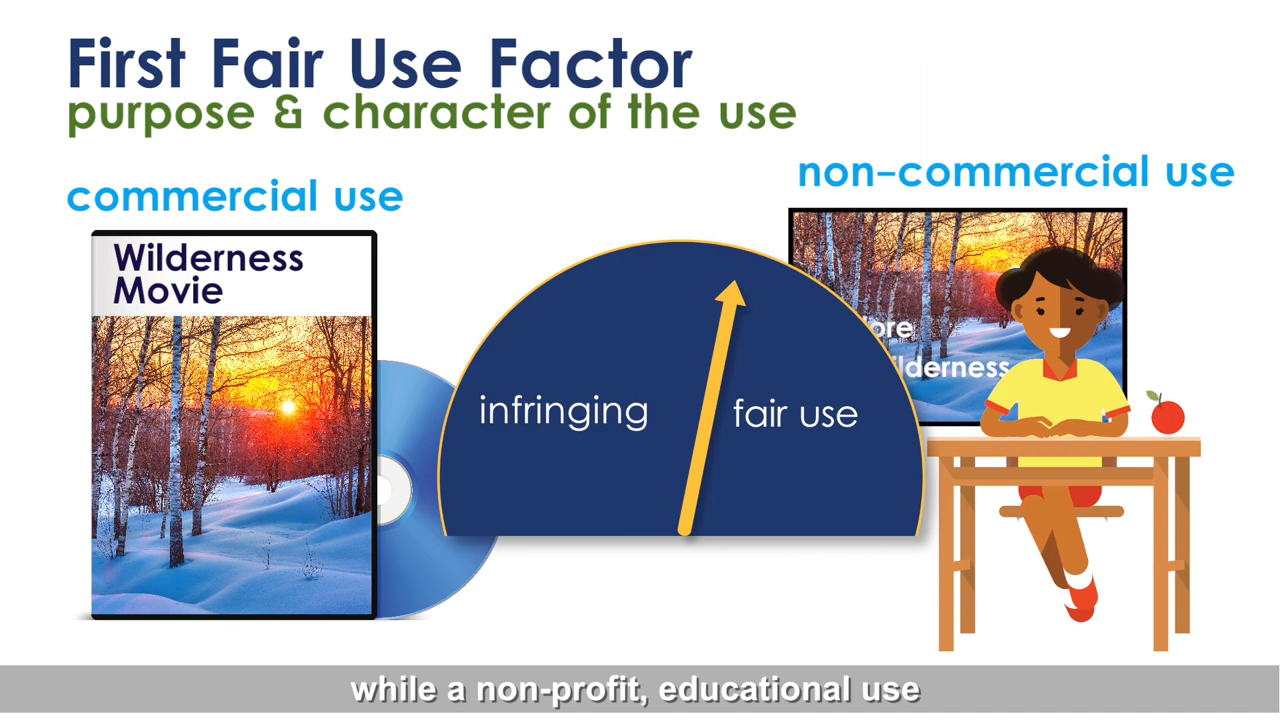 First Fair Use Factor
purpose & character of the use
commercial use
non-commercial use
Wilderness
Movie
infringing
fair use
while a non-profit, educational use